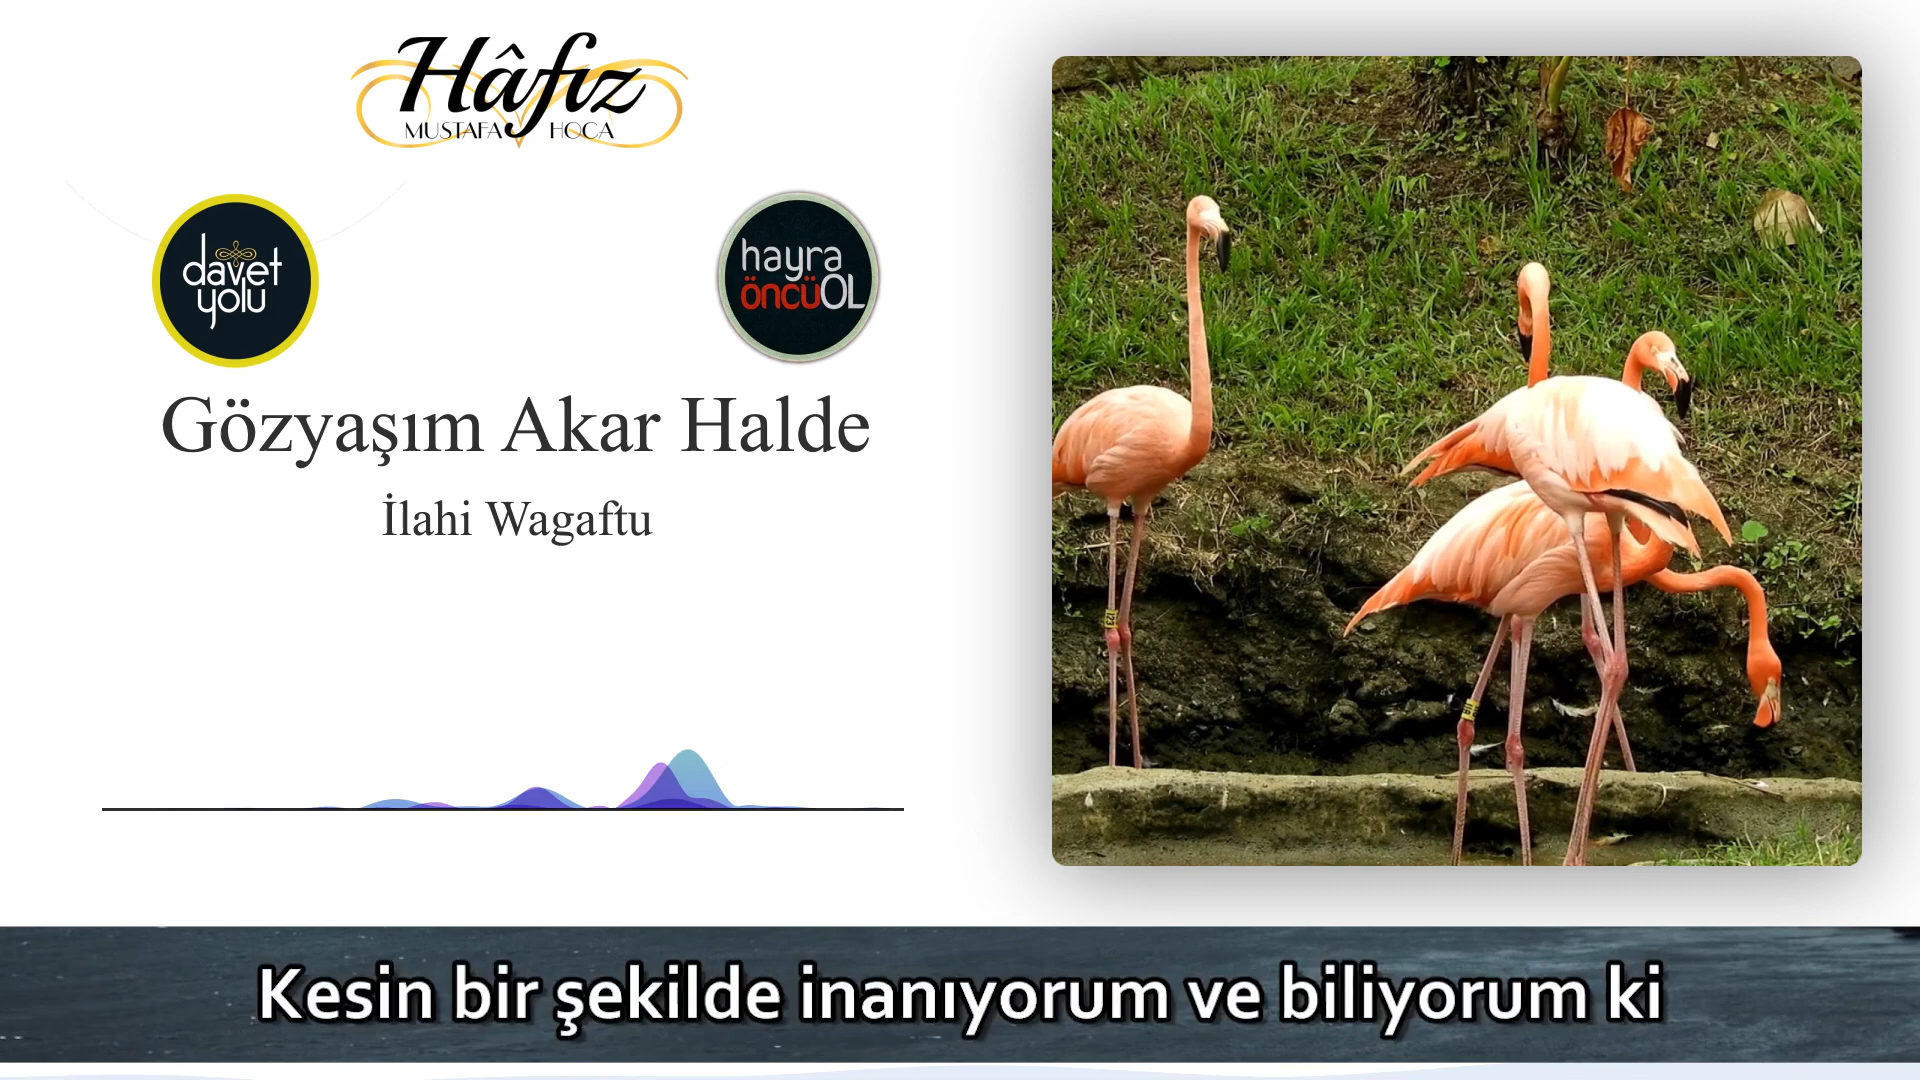 Hâfız
MUSTAFA HOCA
davet
yolu
hayra
öncüOL
Gözyaşım Akar Halde
İlahi Wagaftu
Kesin bir şekilde inanıyorum ve biliyorum ki